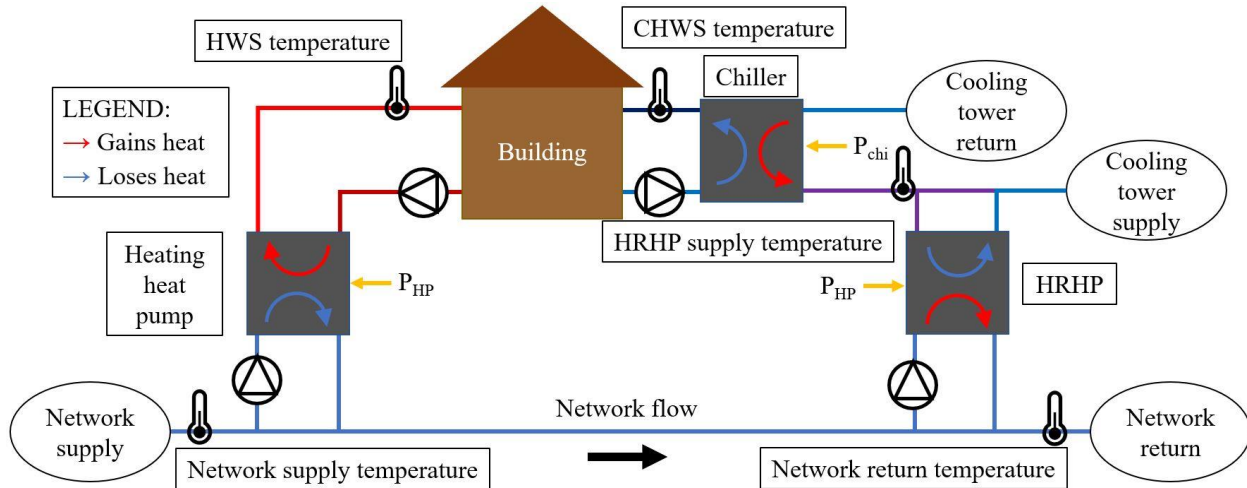 HWS temperature
CHWS temperature
Chiller
Cooling
tower
return
LEGEND:
→ Gains heat
→ Loses heat
Building
P_chi
Cooling
tower
supply
Heating
heat
pump
P_HP
HRHP supply temperature
P_HP
HRHP
Network
supply
Network flow
Network
return
Network supply temperature
Network return temperature